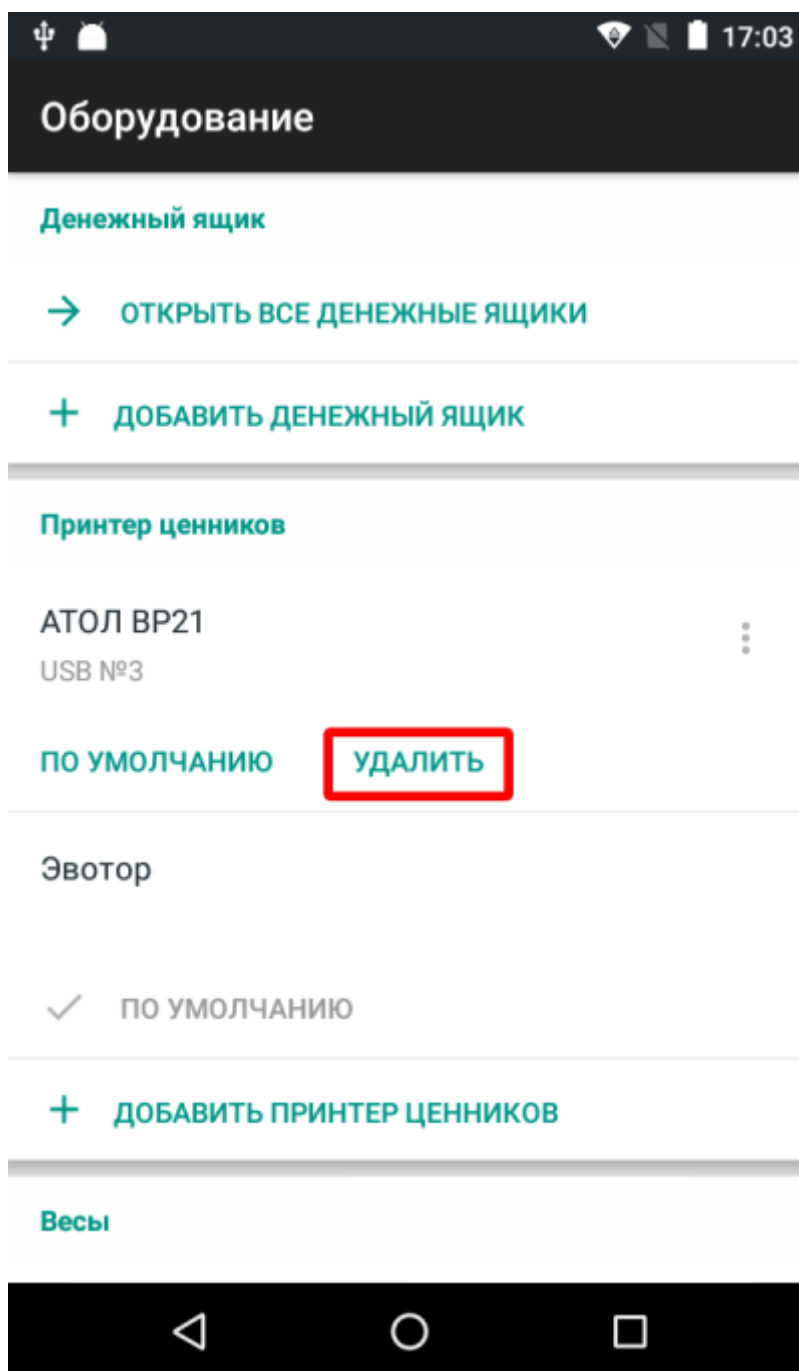 17:03
Оборудование
Денежный ящик
ОТКРЫТЬ ВСЕ ДЕНЕЖНЫЕ ЯЩИКИ
ДОБАВИТЬ ДЕНЕЖНЫЙ ЯЩИК
Принтер ценников
АТОЛ BP21
USB №3
ПО УМОЛЧАНИЮ УДАЛИТЬ
Эвотор
ПО УМОЛЧАНИЮ
ДОБАВИТЬ ПРИНТЕР ЦЕННИКОВ
Весы